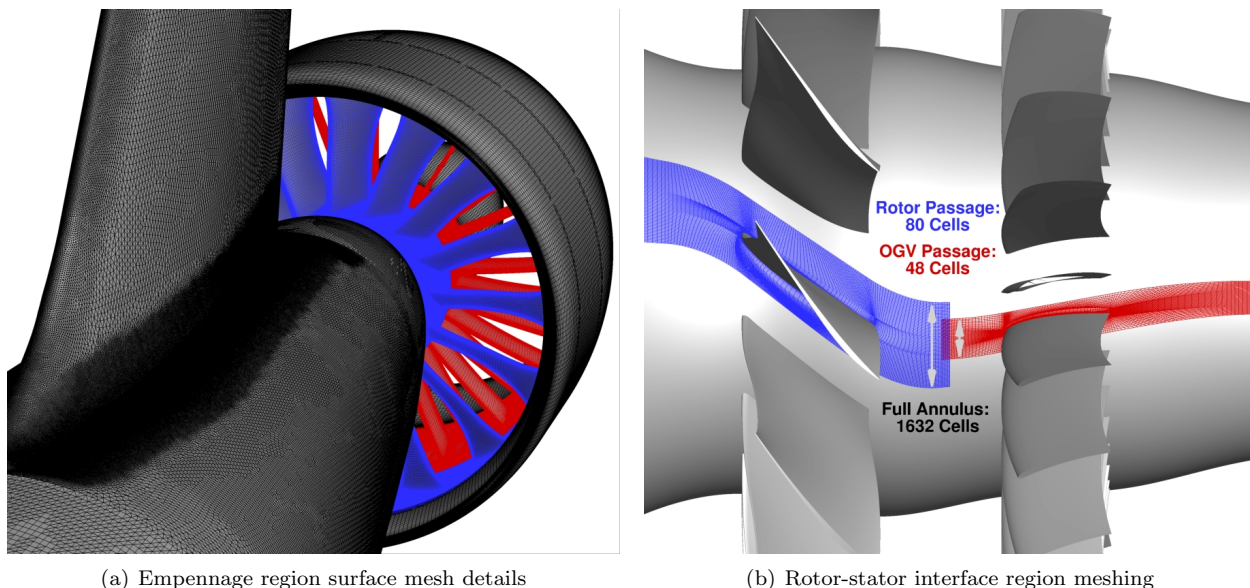 Rotor Passage:
80 Cells
OGV Passage:
48 Cells
Full Annulus:
1632 Cells
(a) Empennage region surface mesh details
(b) Rotor-stator interface region meshing